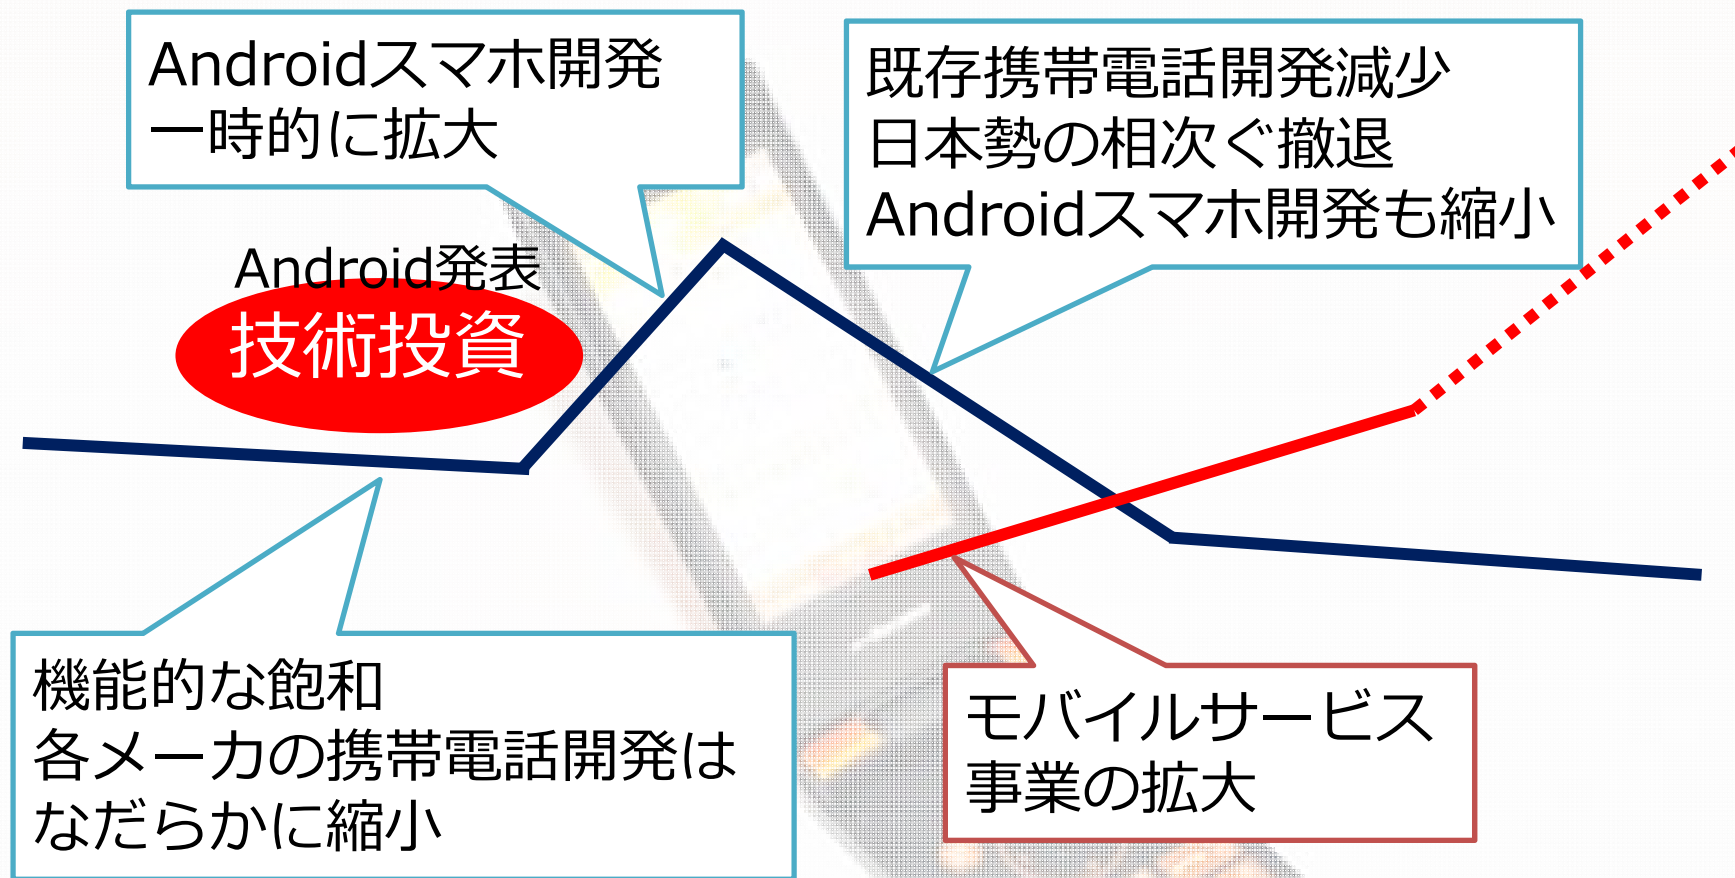 Androidスマホ開発
一時的に拡大
既存携帯電話開発減少
日本勢の相次ぐ撤退
Androidスマホ開発も縮小
Android発表
技術投資
機能的な飽和
各メーカの携帯電話開発は
なだらかに縮小
モバイルサービス
事業の拡大